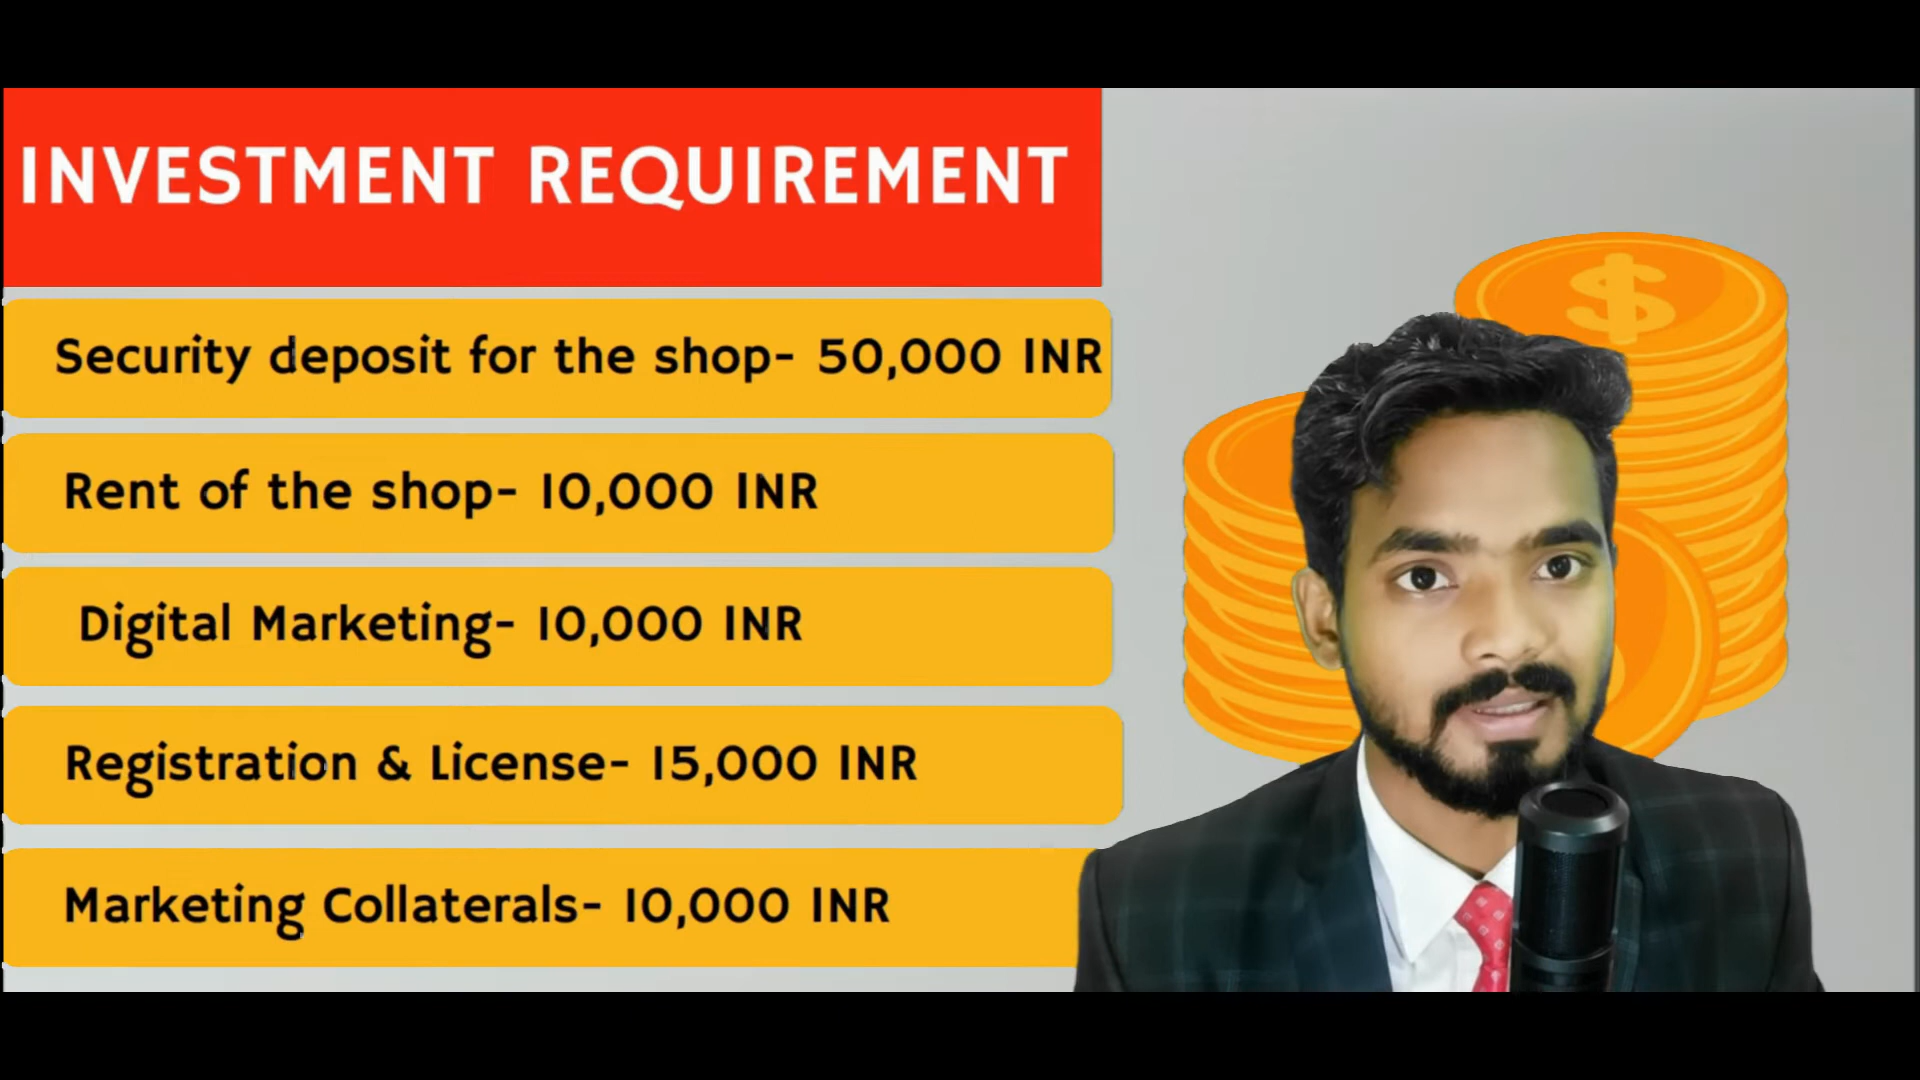 INVESTMENT REQUIREMENT
Security deposit for the shop- 50,000 INR
Rent of the shop- 10,000 INR
Digital Marketing- 10,000 INR
Registration & License- 15,000 INR
Marketing Collaterals- 10,000 INR
$